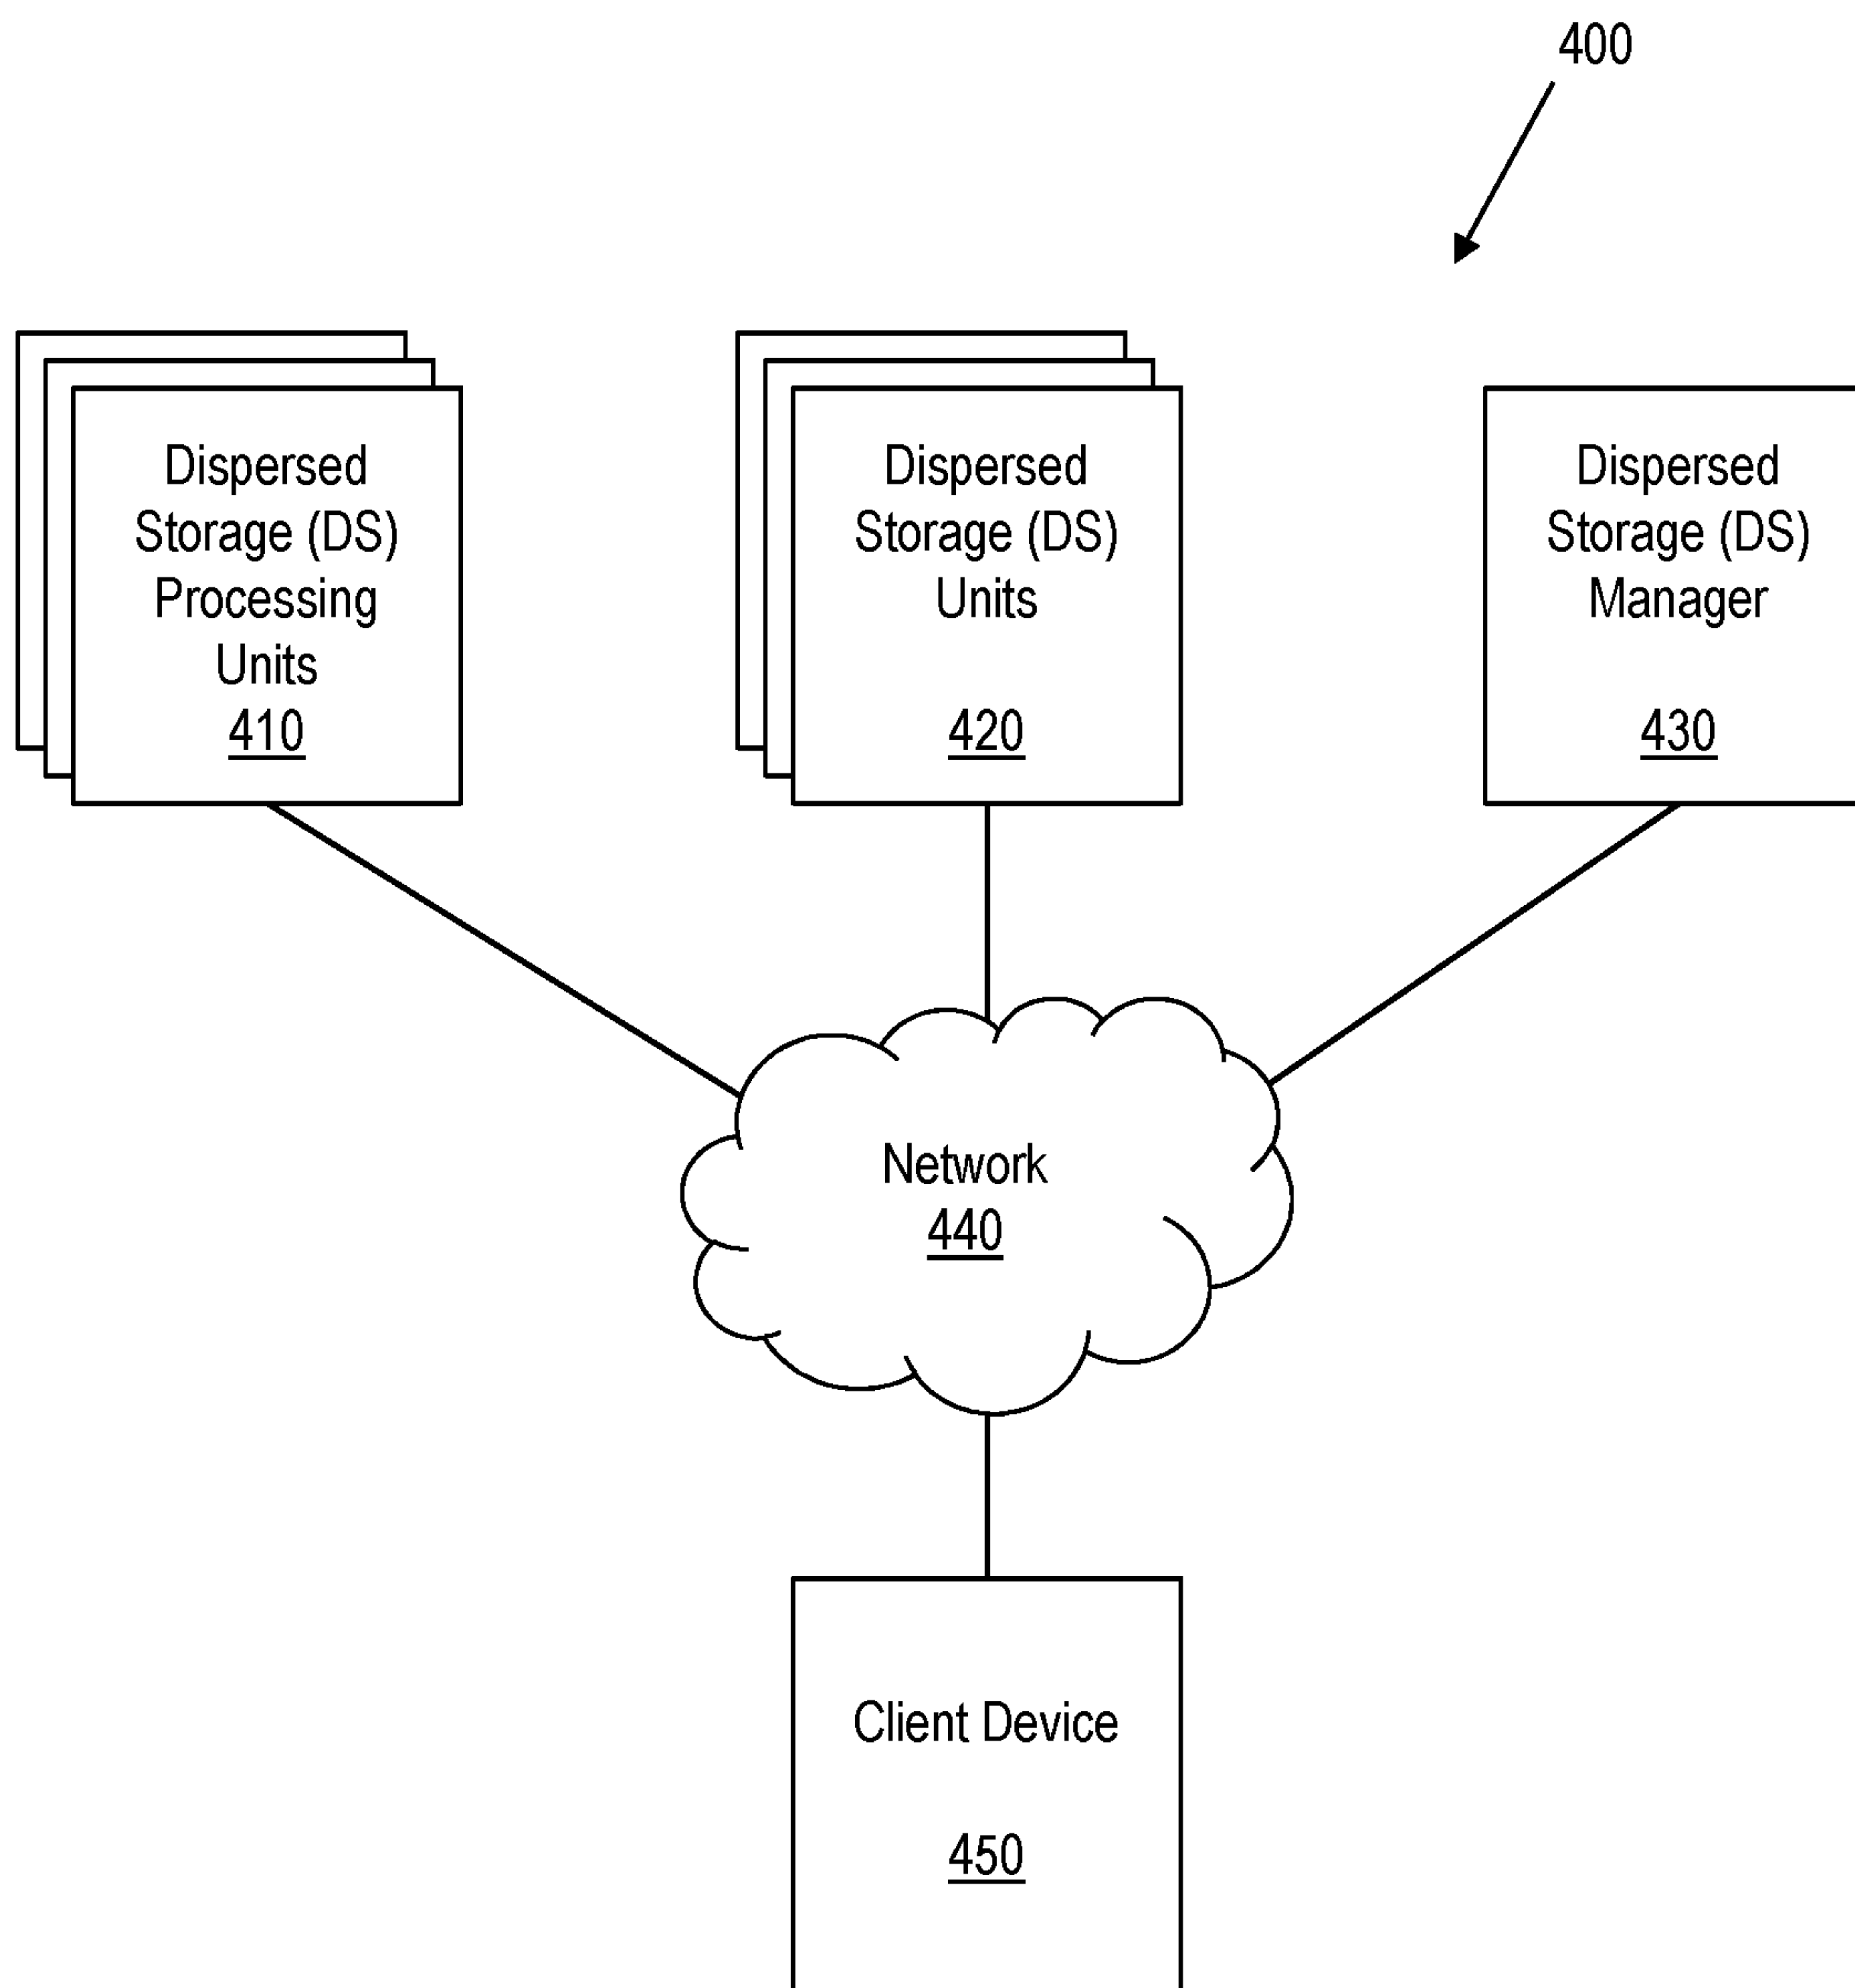 400
Dispersed
Storage (DS)
Processing
Units
410
Dispersed
Storage (DS)
Units
420
Dispersed
Storage (DS)
Manager
430
Network
440
Client Device
450